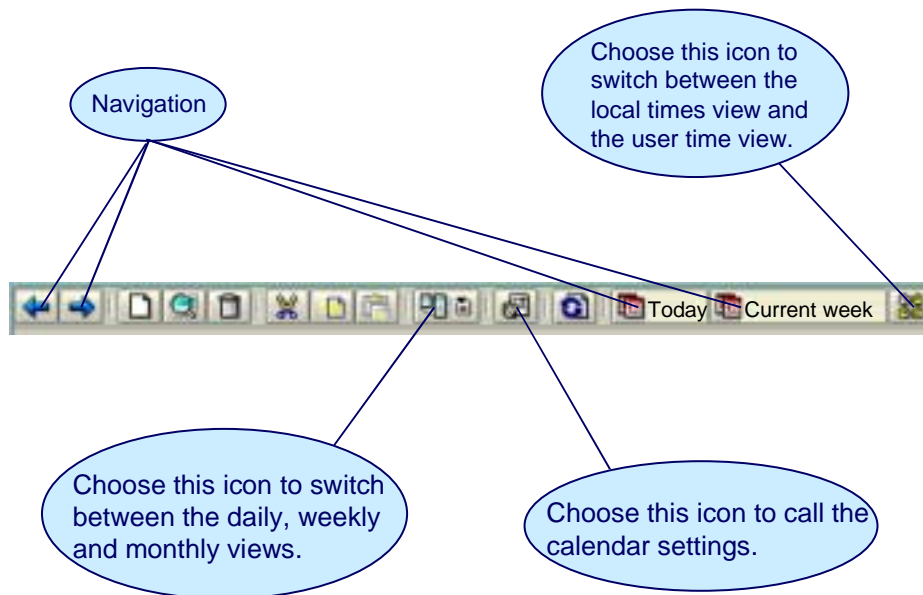 Choose this icon to
switch between the
local times view and
the user time view.
Navigation
Today
Current week
Choose this icon to switch
between the daily, weekly
and monthly views.
Choose this icon to call the
calendar settings.